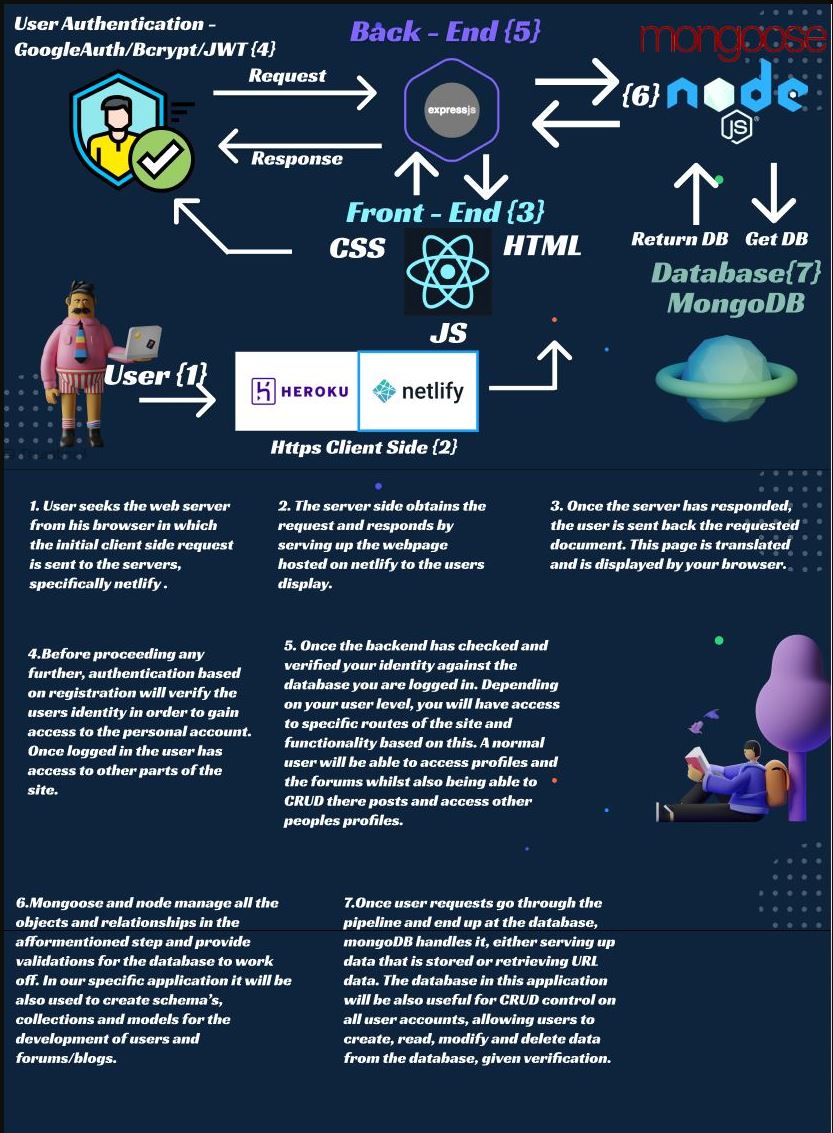 User Authentication -
GoogleAuth/Bcrypt/JWT {4}
Back - End {5}
mongoose
Request
expressjs
{6} node
JS
Response
Front - End {3}
CSS
HTML
JS
Return DB Get DB
Database{7}
MongoDB
User {1}
HEROKU
netlify
Https Client Side {2}
1. User seeks the web server
from his browser in which
the initial client side request
is sent to the servers,
specifically netlify .
2. The server side obtains the
request and responds by
serving up the webpage
hosted on netlify to the users
display.
3. Once the server has responded,
the user is sent back the requested
document. This page is translated
and is displayed by your browser.
4.Before proceeding any
further, authentication based
on registration will verify the
users identity in order to gain
access to the personal account.
Once logged in the user has
access to other parts of the
site.
5. Once the backend has checked and
verified your identity against the
database you are logged in. Depending
on your user level, you will have access
to specific routes of the site and
functionality based on this. A normal
user will be able to access profiles and
the forums whilst also being able to
CRUD there posts and access other
peoples profiles.
6.Mongoose and node manage all the
objects and relationships in the
afformentioned step and provide
validations for the database to work
off. In our specific application it will be
also used to create schema's,
collections and models for the
development of users and
forums/blogs.
7.Once user requests go through the
pipeline and end up at the database,
mongoDB handles it, either serving up
data that is stored or retrieving URL
data. The database in this application
will be also useful for CRUD control on
all user accounts, allowing users to
create, read, modify and delete data
from the database, given verification.